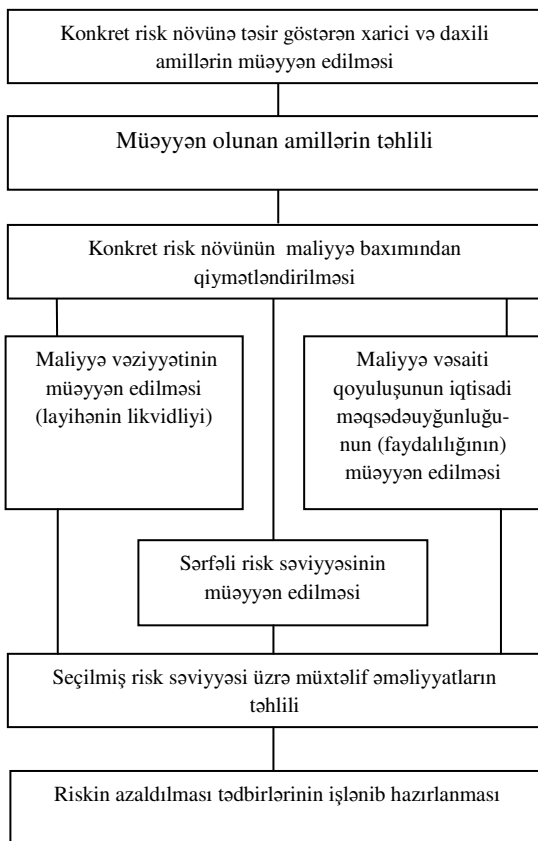 Konkret risk növünə təsir göstərən xarici və daxili
amillərin müəyyən edilməsi
Müəyyən olunan amillərin təhlili
Konkret risk növünün maliyyə baxımından
qiymətləndirilməsi
Maliyyə vəziyyətinin
müəyyən edilməsi
(layihənin likvidliyi)
Maliyyə vəsaiti
qoyuluşunun iqtisadi
məqsədəuyğunluğu-
nun (faydalılığının)
müəyyən edilməsi
Sərfəli risk səviyyəsinin
müəyyən edilməsi
Seçilmiş risk səviyyəsi üzrə müxtəlif əməliyyatların
təhlili
Riskin azaldılması tədbirlərinin işlənib hazırlanması